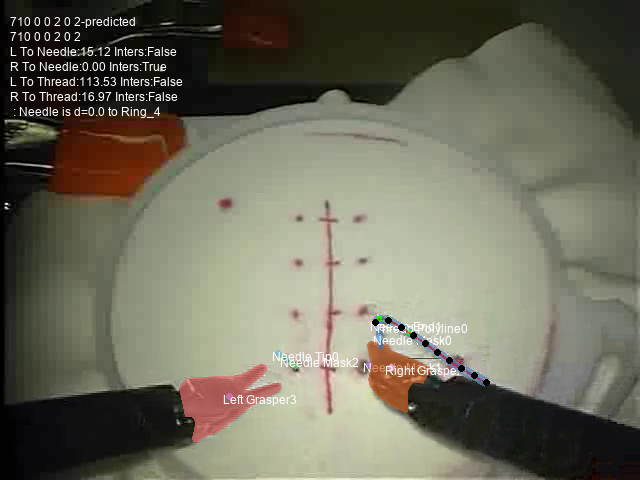 710 0 0 2 0 2-predicted
710 0 0 2 0 2
L To Needle:15.12 Inters:False
R To Needle:0.00 Inters:True
L To Thread:113.53 Inters:False
R To Thread:16.97 Inters:False
: Needle is d=0.0 to Ring_4
Thread Polyline0
Needle Mask0
Needle Tip0
Needle Mask2
Right Grasper
Left Grasper3